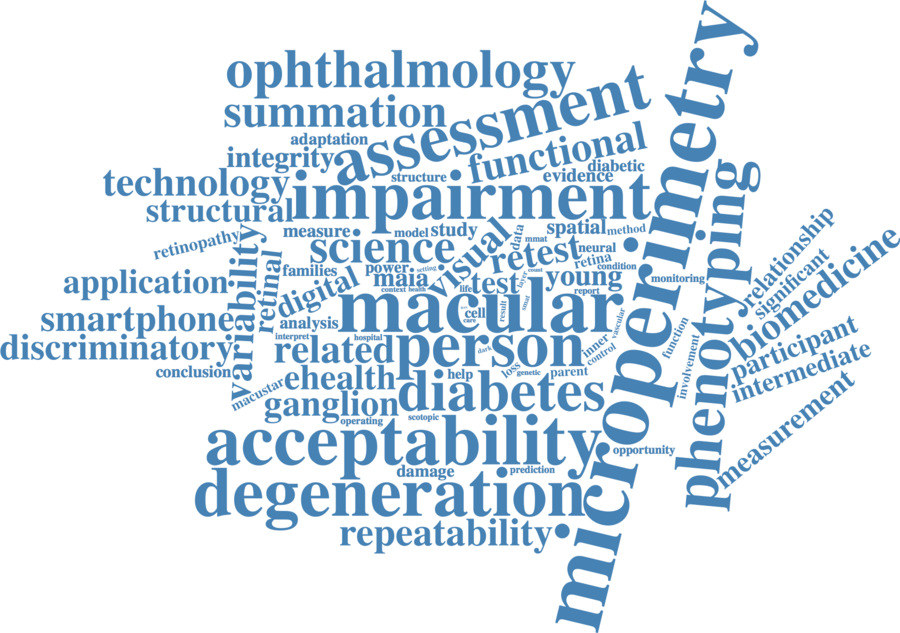 microperimetry
ophthalmology
assessment
summation
functional
adaptation
integrity
diabetic
structure
evidence
technology
impairment
phenotyping
structural
measure
model
study
spatial
method
data
relationship
retinopathy
science
visual
retest
mmat
neural
significant
variability
retinal
families
power
setting
retina
condition
application
digital
maia
test
layer
count
young
monitoring
biomedicine
context
health
life
report
macular
smartphone
analysis
cell
care
result
smat
vascular
function
participant
discriminatory
interpret
hospital
related
person
dark
inner
control
involvement
intermediate
conclusion
macustar
ehealth
help
loss
genetic
parent
ganglion
diabetes
measurement
operating
scotopic
acceptability
opportunity
damage
prediction
degeneration
repeatability